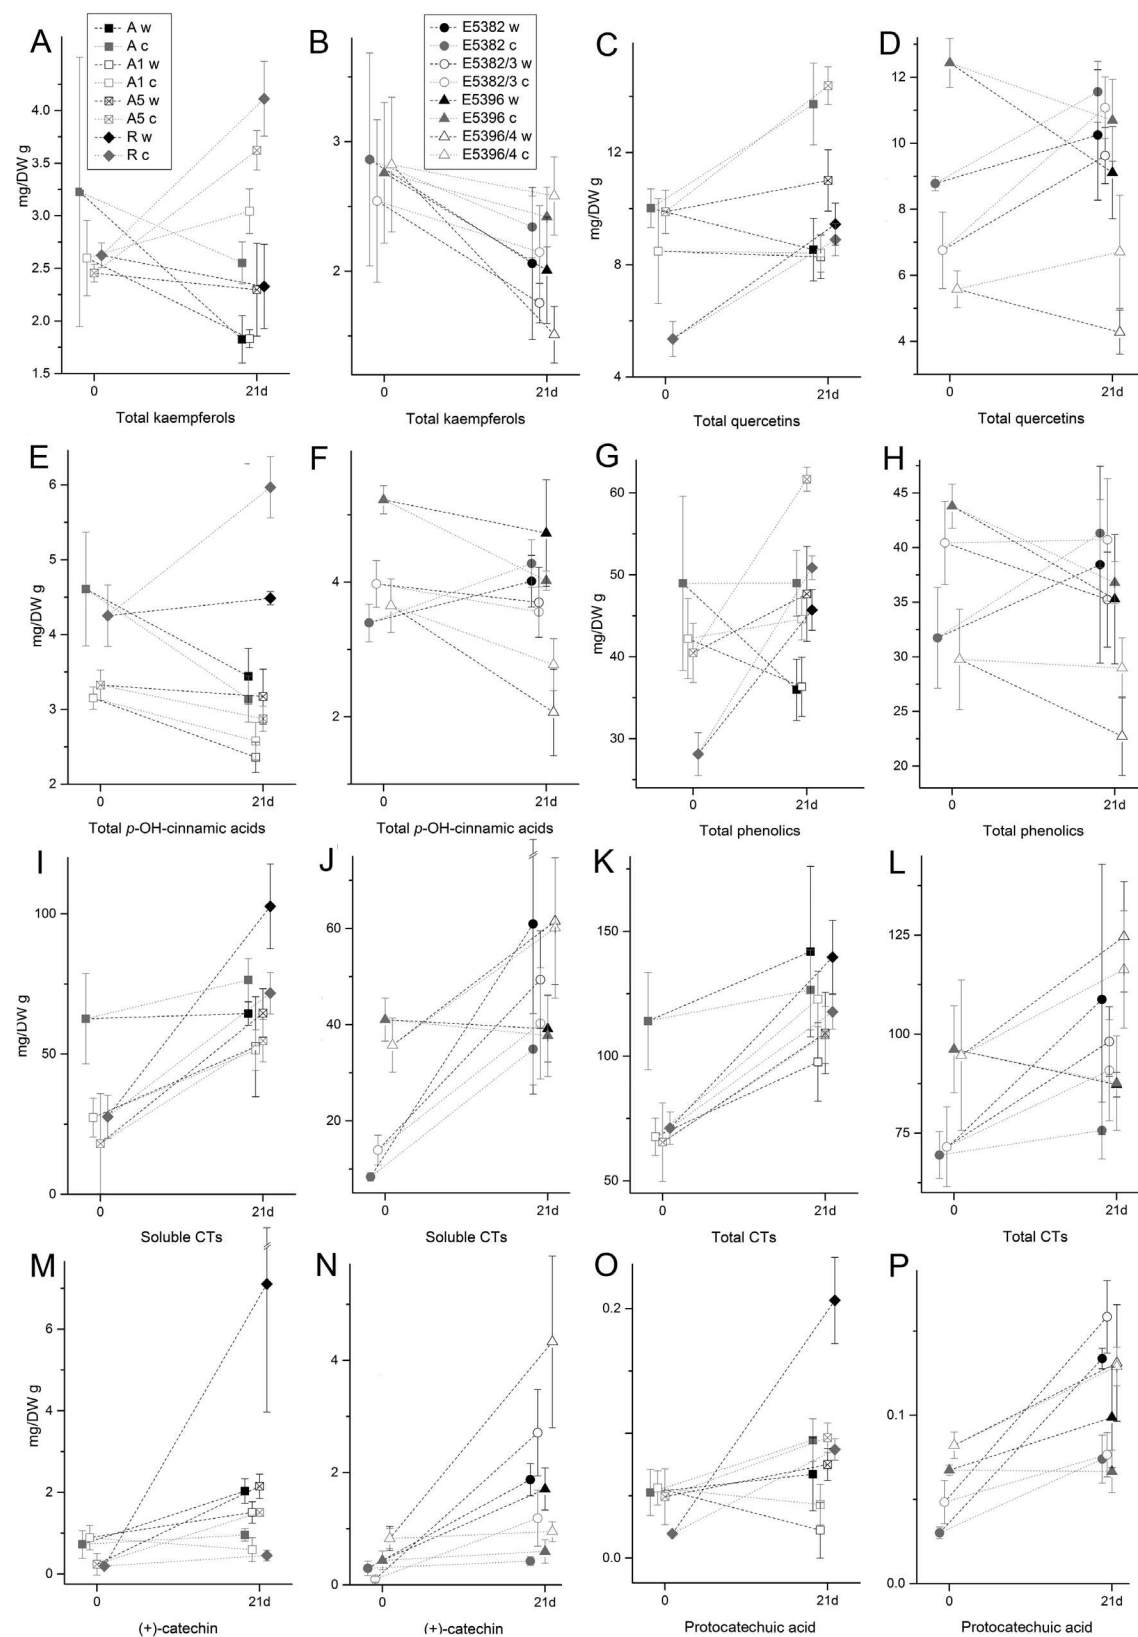 A
B
C
D
A w
A c
A1 w
A1 c
A5 w
A5 c
R w
R c
E5382 w
E5382 c
E5382/3 w
E5382/3 c
E5396 w
E5396 c
E5396/4 w
E5396/4 c
mg/DW g
4.0
3.5
3.0
2.5
2.0
1.5
0
21d
Total kaempferols
3
2
0
21d
Total kaempferols
mg/DW g
12
8
4
0
21d
Total quercetins
12
10
8
6
4
0
21d
Total quercetins
E
F
G
H
mg/DW g
6
5
4
3
2
0
21d
Total p-OH-cinnamic acids
4
2
0
21d
Total p-OH-cinnamic acids
mg/DW g
60
50
40
30
0
21d
Total phenolics
45
40
35
30
25
20
0
21d
Total phenolics
I
J
K
L
mg/DW g
100
50
0
0
21d
Soluble CTs
60
40
20
0
21d
Soluble CTs
150
100
50
0
21d
Total CTs
125
100
75
0
21d
Total CTs
M
N
O
P
mg/DW g
6
4
2
0
0
21d
(+)-catechin
4
2
0
0
21d
(+)-catechin
0.2
0.0
0
21d
Protocatechuic acid
0.1
0.0
0
21d
Protocatechuic acid